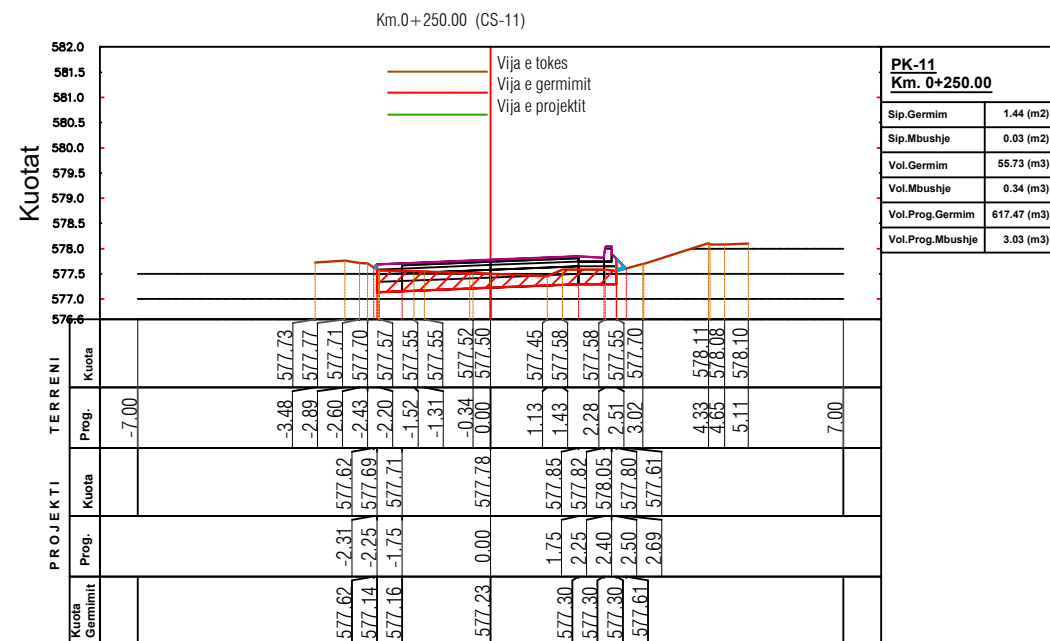 Km.0+250.00 (CS-11)
Kuotat
582.0
581.5
581.0
580.5
580.0
579.5
579.0
578.5
578.0
577.5
577.0
576.6
Vija e tokes
Vija e germimit
Vija e projektit
PK-11
Km. 0+250.00
Sip.Germim 1.44 (m2)
Sip.Mbushje 0.03 (m2)
Vol.Germim 55.73 (m3)
Vol.Mbushje 0.34 (m3)
Vol.Prog.Germim 617.47 (m3)
Vol.Prog.Mbushje 3.03 (m3)
TERRENI
Kuota
577.73 577.77 577.71 577.70 577.57 577.55 577.55 577.52 577.50 577.45 577.58 577.58 577.55 577.70 578.11 578.08 578.10
Prog.
-7.00 -3.48 -2.89 -2.60 -2.43 -2.20 -1.52 -1.31 -0.34 0.00 1.13 1.43 2.28 2.51 3.02 4.33 4.65 5.11 7.00
PROJEKTI
Kuota
577.62 577.69 577.71 577.78 577.85 577.82 578.05 577.80 577.61
Prog.
-2.31 -2.25 -1.75 0.00 1.75 2.25 2.40 2.50 2.69
Kuota
Germimit
577.62 577.14 577.16 577.23 577.30 577.30 577.30 577.61